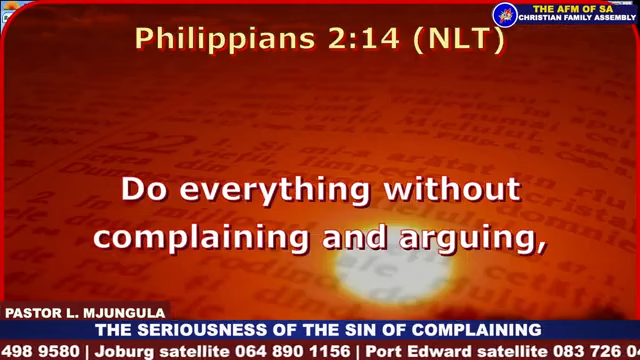 THE AFM OF SA
CHRISTIAN FAMILY ASSEMBLY
Philippians 2:14 (NLT)
Do everything without
complaining and arguing,
PASTOR L. MJUNGULA
THE SERIOUSNESS OF THE SIN OF COMPLAINING
498 9580 | Joburg satellite 064 890 1156 | Port Edward satellite 083 726 0